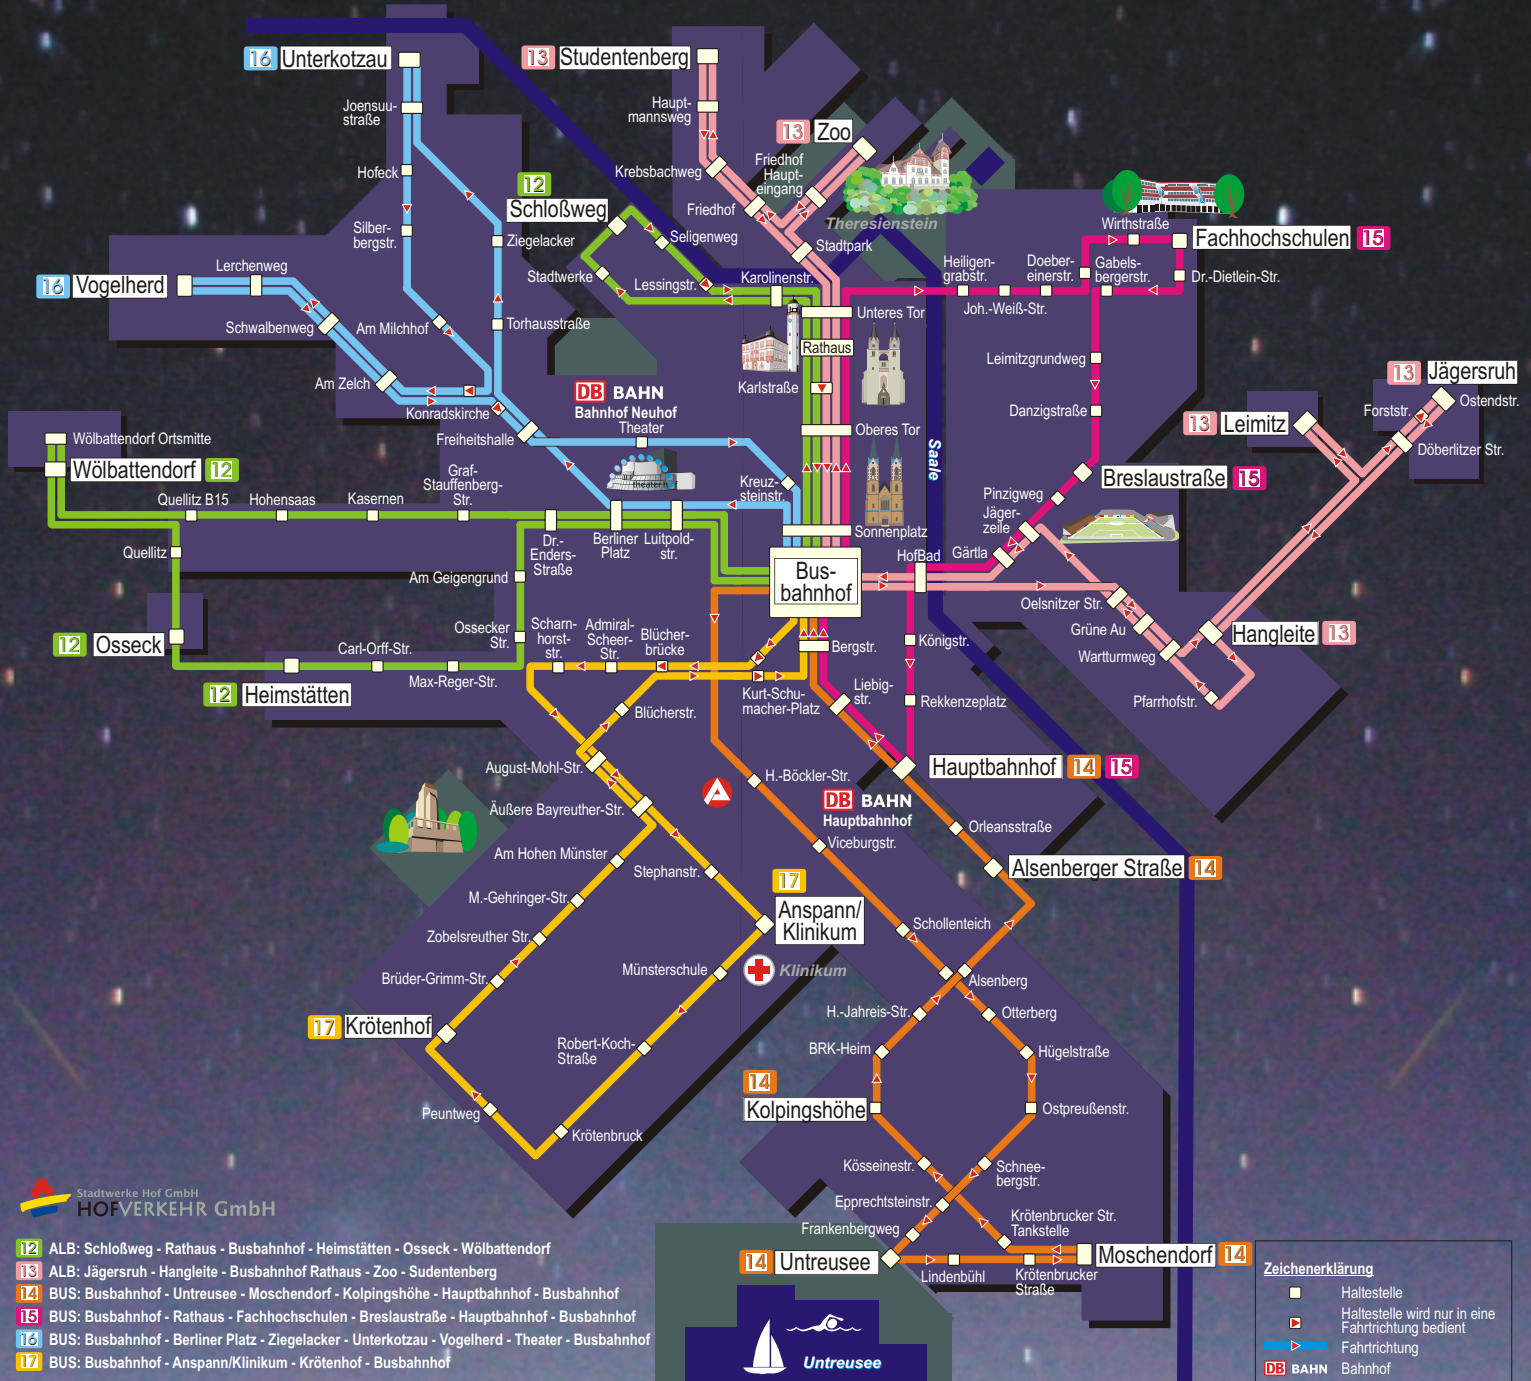 16 Unterkotzau
13 Studentenberg
Joensuu-
straße
Haupt-
mannsweg
13 Zoo
Hofeck
Krebsbachweg
Friedhof
Haupt-
eingang
12
Schloßweg
Friedhof
Theresienstein
Silber-
bergstr.
Ziegelacker
Seligenweg
Stadtpark
Wirthstraße
Fachhochschulen 15
16 Vogelherd
Lerchenweg
Stadtwerke
Lessingstr.
Karolinenstr.
Heiligen-
grabstr.
Doeber-
einerstr.
Gabels-
bergerstr.
Dr.-Dietlein-Str.
Schwalbenweg
Am Milchhof
Torhausstraße
Unteres Tor
Joh.-Weiß-Str.
Rathaus
Leimitzgrundweg
Am Zelch
Karlstraße
DB BAHN
Bahnhof Neuhof
Theater
13 Jägersruh
Ostendstr.
Forststr.
Konradskirche
Danzigstraße
13 Leimitz
Freiheitshalle
Oberes Tor
Döberlitzer Str.
Saale
Wölbattendorf Ortsmitte
Wölbattendorf 12
Graf-
Stauffenberg-
Str.
theater
Kreuz-
steinstr.
Breslaustraße 15
Quellitz B15
Hohensaas
Kasernen
Pinzigweg
Jäger-
zeile
Quellitz
Dr.-
Enders-
Straße
Berliner
Platz
Luitpold-
str.
Sonnenplatz
Bus-
bahnhof
HofBad
Gärtla
Am Geigengrund
Oelsnitzer Str.
Grüne Au
12 Osseck
Ossecker
Str.
Scharn-
horst-
str.
Admiral-
Scheer-
Str.
Blücher-
brücke
Bergstr.
Königstr.
Hangleite 13
Wartturmweg
Carl-Orff-Str.
Max-Reger-Str.
12 Heimstätten
Kurt-Schu-
macher-Platz
Liebig-
str.
Rekkenzeplatz
Pfarrhofstr.
Blücherstr.
August-Mohl-Str.
H.-Böckler-Str.
Hauptbahnhof 14 15
DB BAHN
Hauptbahnhof
Äußere Bayreuther-Str.
Orleansstraße
Viceburgstr.
Am Hohen Münster
Stephanstr.
Alsenberger Straße 14
M.-Gehringer-Str.
17
Anspann/
Klinikum
Schollenteich
Zobelsreuther Str.
Klinikum
Münsterschule
Brüder-Grimm-Str.
Alsenberg
17 Krötenhof
H.-Jahreis-Str.
Otterberg
Robert-Koch-
Straße
BRK-Heim
Hügelstraße
14
Kolpingshöhe
Peuntweg
Ostpreußenstr.
Krötenbruck
Kösseinestr.
Schnee-
bergstr.
Epprechtsteinstr.
Frankenbergweg
Krötenbrucker Str.
Tankstelle
14 Untreusee
Moschendorf 14
Lindenbühl
Krötenbrucker
Straße
Untreusee
Stadtwerke Hof GmbH
HOFVERKEHR GmbH
12 ALB: Schloßweg - Rathaus - Busbahnhof - Heimstätten - Osseck - Wölbattendorf
13 ALB: Jägersruh - Hangleite - Busbahnhof Rathaus - Zoo - Sudentenberg
14 BUS: Busbahnhof - Untreusee - Moschendorf - Kolpingshöhe - Hauptbahnhof - Busbahnhof
15 BUS: Busbahnhof - Rathaus - Fachhochschulen - Breslaustraße - Hauptbahnhof - Busbahnhof
16 BUS: Busbahnhof - Berliner Platz - Ziegelacker - Unterkotzau - Vogelherd - Theater - Busbahnhof
17 BUS: Busbahnhof - Anspann/Klinikum - Krötenhof - Busbahnhof
Zeichenerklärung
Haltestelle
Haltestelle wird nur in eine
Fahrtrichtung bedient
Fahrtrichtung
DB BAHN Bahnhof